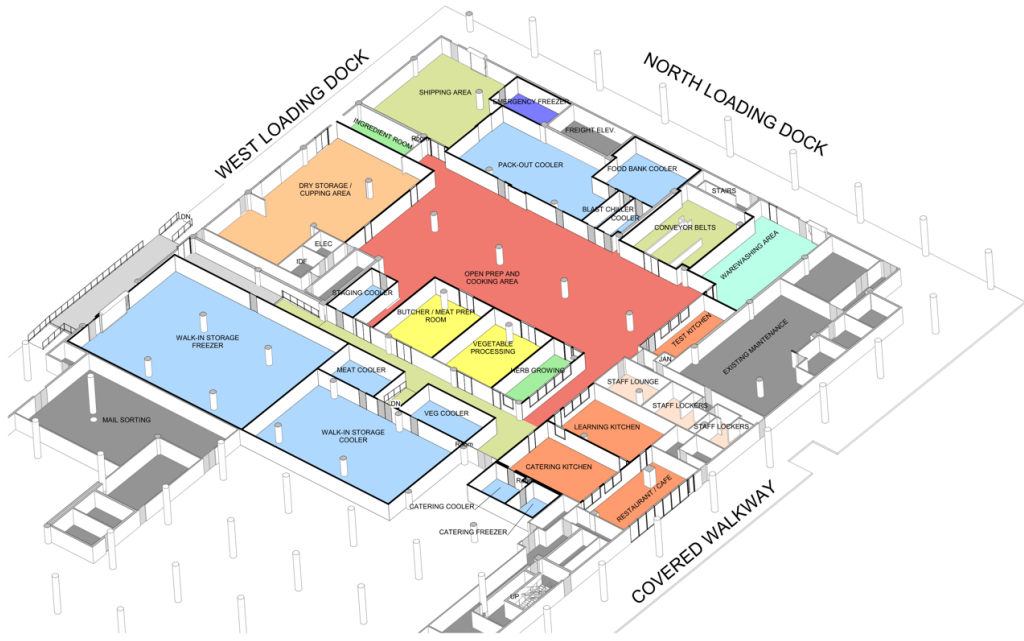 WEST LOADING DOCK
NORTH LOADING DOCK
SHIPPING AREA
EMERGENCY FREEZER
FREIGHT ELEV.
INGREDIENT ROOM
Room
PACK-OUT COOLER
FOOD BANK COOLER
STAIRS
DRY STORAGE /
CUPPING AREA
BLAST CHILLER
COOLER
CONVEYOR BELTS
WAREWASHING AREA
DN
ELEC
IDF
STAGING COOLER
OPEN PREP AND
COOKING AREA
BUTCHER / MEAT PREP
ROOM
VEGETABLE
PROCESSING
HERB GROWING
TEST KITCHEN
JAN
EXISTING MAINTENANCE
WALK-IN STORAGE
FREEZER
MEAT COOLER
DN
VEG COOLER
Room
STAFF LOUNGE
STAFF LOCKERS
STAFF LOCKERS
MAIL SORTING
WALK-IN STORAGE
COOLER
LEARNING KITCHEN
CATERING KITCHEN
RESTAURANT / CAFE
CATERING COOLER
CATERING FREEZER
COVERED WALKWAY
UP